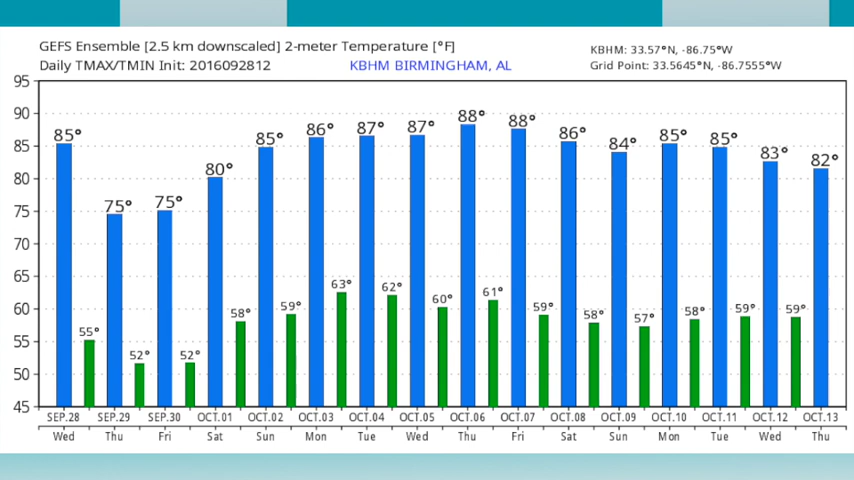 GEFS Ensemble [2.5 km downscaled] 2-meter Temperature [°F]
KBHM: 33.57°N, -86.75°W
Daily TMAX/TMIN Init: 2016092812
KBHM BIRMINGHAM, AL
Grid Point: 33.5645°N, -86.7555°W
95
90
85
80
75
70
65
60
55
50
45
85° 75° 75° 80° 85° 86° 87° 87° 88° 88° 86° 84° 85° 85° 83° 82°
55° 52° 52° 58° 59° 63° 62° 60° 61° 59° 58° 57° 58° 59° 59°
SEP.28 SEP.29 SEP.30 OCT.01 OCT.02 OCT.03 OCT.04 OCT.05 OCT.06 OCT.07 OCT.08 OCT.09 OCT.10 OCT.11 OCT.12 OCT.13
Wed Thu Fri Sat Sun Mon Tue Wed Thu Fri Sat Sun Mon Tue Wed Thu